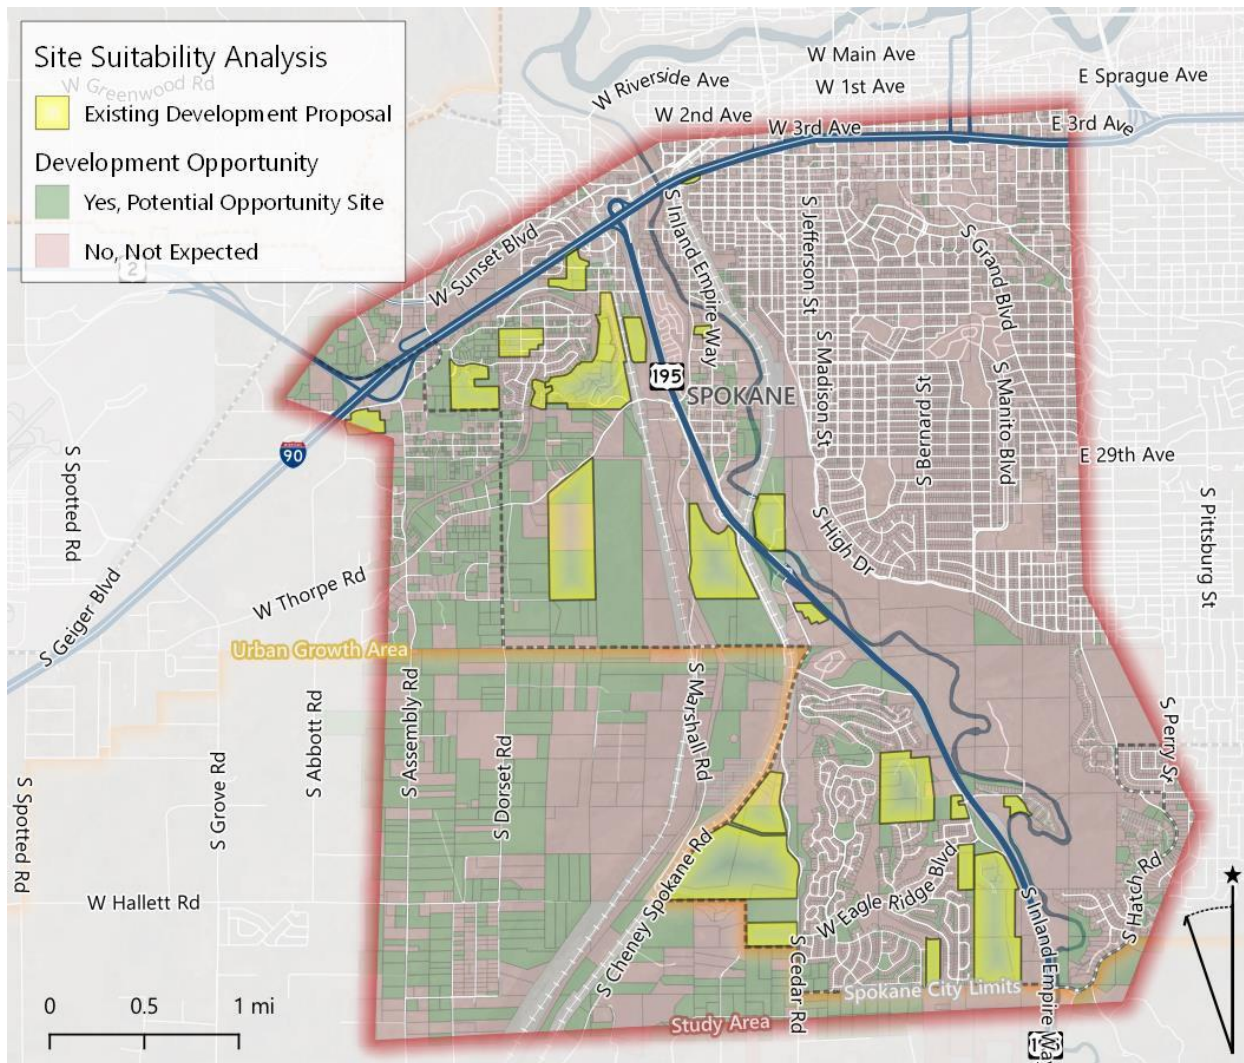 Site Suitability Analysis
W Greenwood Rd
Existing Development Proposal
Development Opportunity
Yes, Potential Opportunity Site
No, Not Expected
2
W Main Ave
W Riverside Ave
W 1st Ave
E Sprague Ave
W 2nd Ave
W 3rd Ave
E 3rd Ave
S Inland Empire Way
S Jefferson St
S Grand Blvd
W Sunset Blvd
S Madison St
195
SPOKANE
S Bernard St
S Manito Blvd
90
E 29th Ave
S Spotted Rd
S Pittsburg St
S High Dr
W Thorpe Rd
S Geiger Blvd
Urban Growth Area
S Abbott Rd
S Assembly Rd
S Marshall Rd
S Dorset Rd
S Perry St
S Grove Rd
S Spotted Rd
W Hallett Rd
S Cheney Spokane Rd
W Eagle Ridge Blvd
S Hatch Rd
S Cedar Rd
S Inland Empire Way
Spokane City Limits
Study Area
0 0.5 1 mi